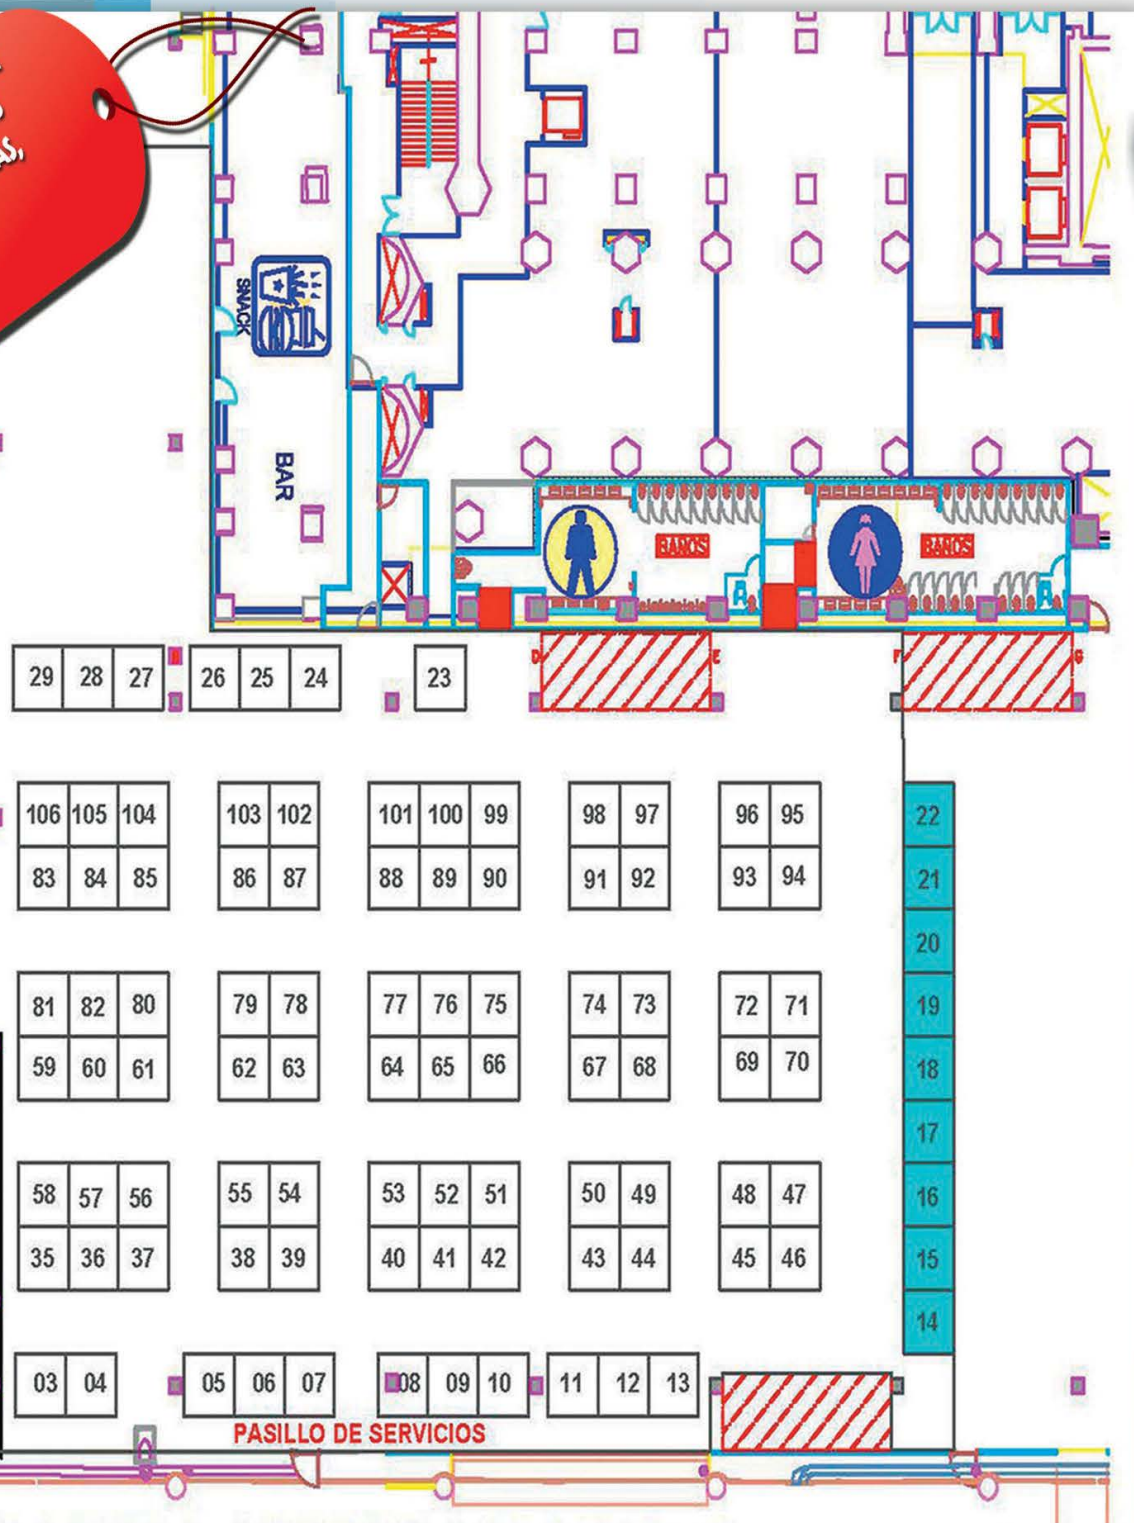 AS,
SNACK
BAR
BAÑOS
BAÑOS
D
E
F
G
29 28 27 26 25 24 23
106 105 104 103 102 101 100 99 98 97 96 95 22
83 84 85 86 87 88 89 90 91 92 93 94 21
20
81 82 80 79 78 77 76 75 74 73 72 71 19
59 60 61 62 63 64 65 66 67 68 69 70 18
17
58 57 56 55 54 53 52 51 50 49 48 47 16
35 36 37 38 39 40 41 42 43 44 45 46 15
14
03 04 05 06 07 08 09 10 11 12 13
PASILLO DE SERVICIOS